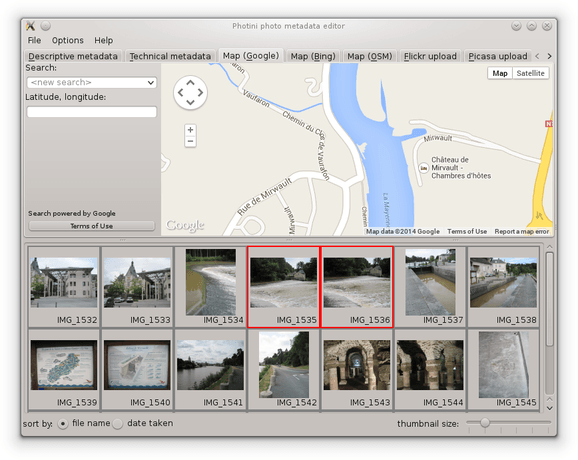 Photini photo metadata editor
File Options Help
Descriptive metadata Technical metadata Map (Google) Map (Bing) Map (OSM) Flickr upload Picasa upload
Search:
<new search>
Latitude, longitude:
Search powered by Google
Terms of Use
Map Satellite
Vaufaron
Chemin du Clos de Vaufaron
Mirwault
Château de
Mirvault -
Chambres d'hôtes
Rue de Mirwault
Mirwault
Chemin
La Mayenne
N
Google
Map data ©2014 Google Terms of Use Report a map error
IMG_1532 IMG_1533 IMG_1534 IMG_1535 IMG_1536 IMG_1537 IMG_1538
IMG_1539 IMG_1540 IMG_1541 IMG_1542 IMG_1543 IMG_1544 IMG_1545
sort by: file name date taken thumbnail size: